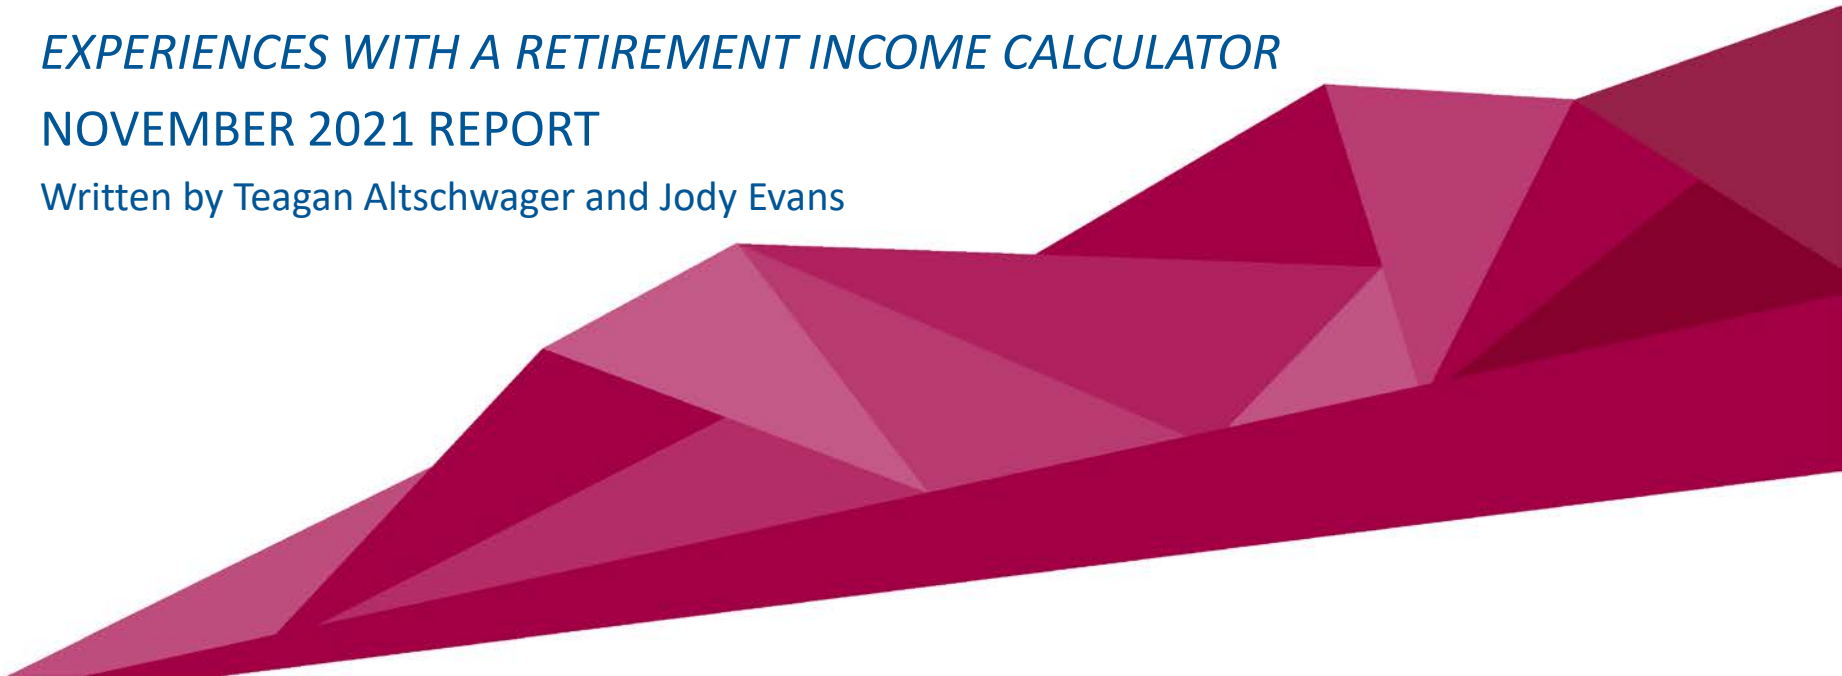 EXPERIENCES WITH A RETIREMENT INCOME CALCULATOR
NOVEMBER 2021 REPORT
Written by Teagan Altschwager and Jody Evans